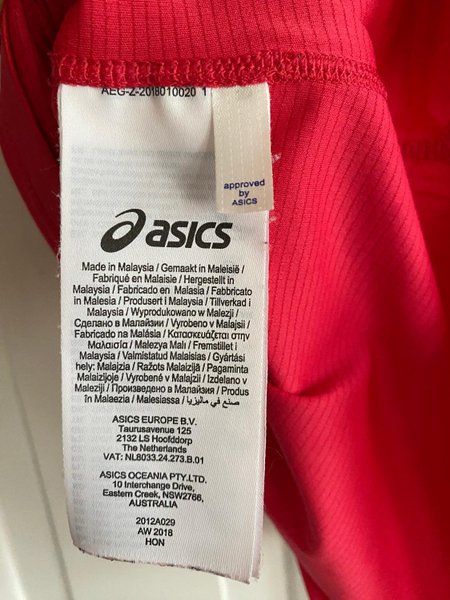 AEG-Z-2018010020 1
approved
by
ASICS
asics
Made in Malaysia / Gemaakt in Maleisië /
Fabriqué en Malaisie / Hergestellt in
Malaysia / Fabricado en Malasia / Fabbricato
in Malesia / Produsert i Malaysia / Tillverkad i
Malaysia / Wyprodukowano w Malezji /
Сделано в Малайзии / Vyrobeno v Malajsii /
Fabricado na Malásia / Κατασκευάζεται στην
Μαλαισία / Malezya Malı / Fremstillet i
Malaysia / Valmistatud Malaisias / Gyártási
hely: Malajzia / Ražots Malaizijā / Pagaminta
Malaizijoje / Vyrobené v Malajzii / Izdelano v
Maleziji / Произведено в Малайзия / Produs
în Malaezia / Malesiassa / صنع في ماليزيا
ASICS EUROPE B.V.
Taurusavenue 125
2132 LS Hoofddorp
The Netherlands
VAT: NL8033.24.273.B.01
ASICS OCEANIA PTY.LTD.
10 Interchange Drive,
Eastern Creek, NSW2766,
AUSTRALIA
2012A029
AW 2018
HON